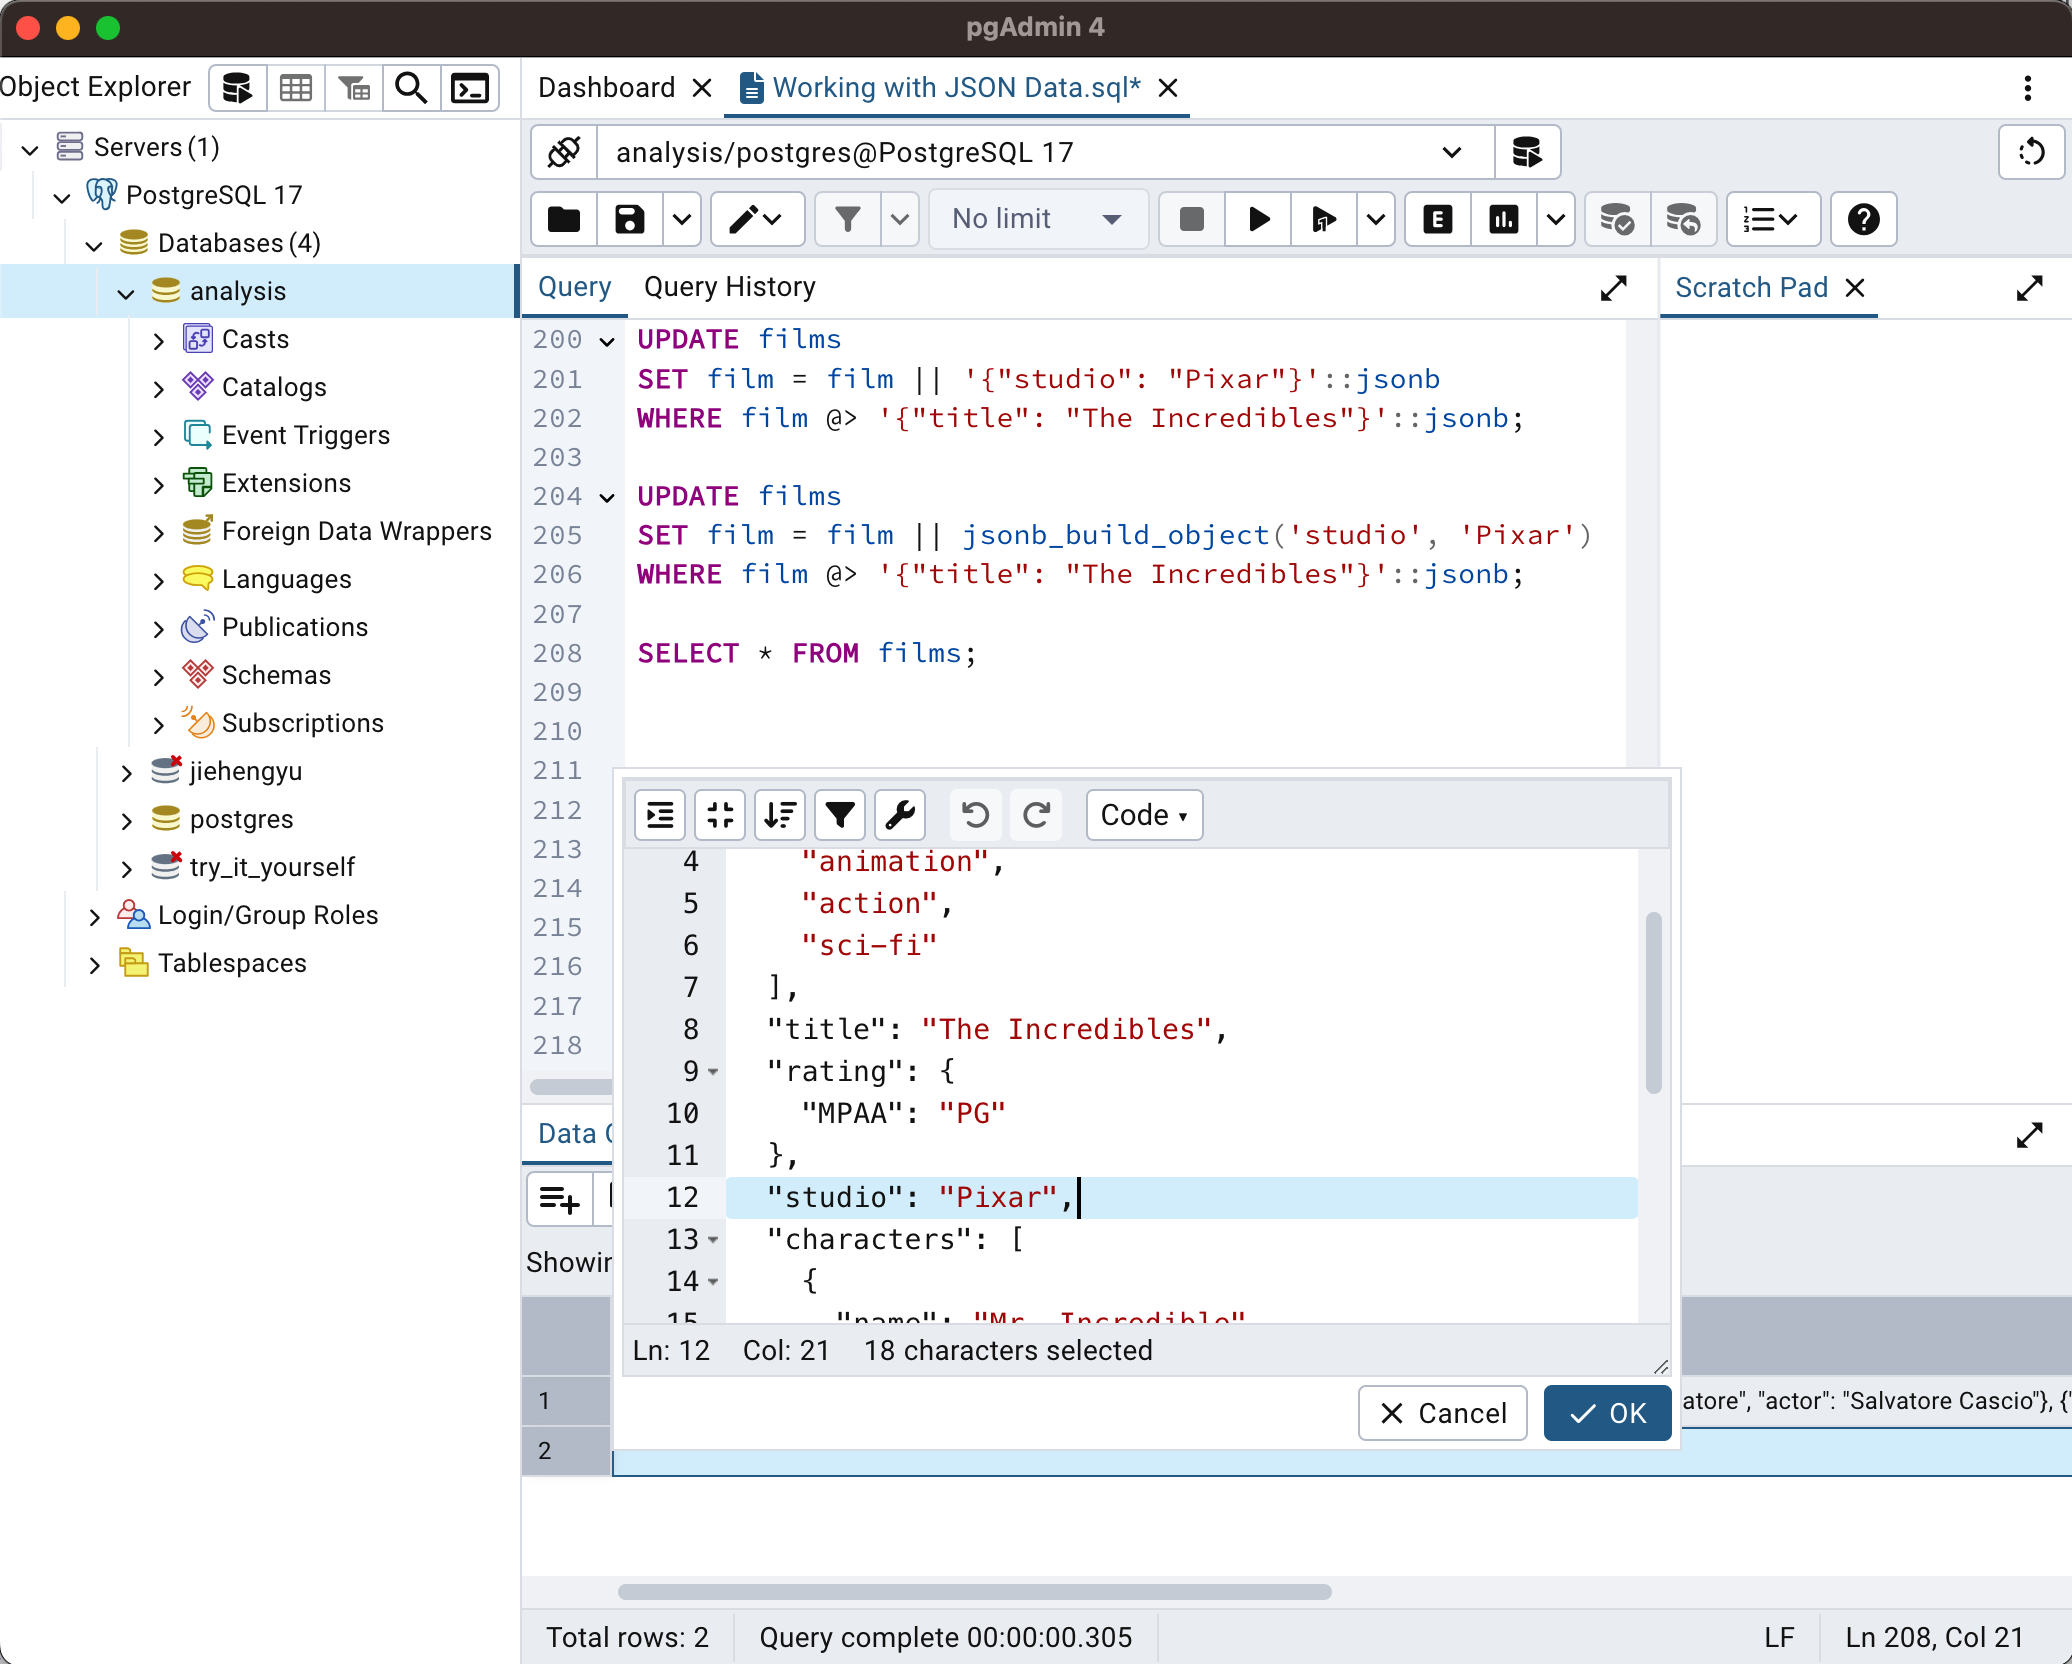 pgAdmin 4
Object Explorer
Servers (1)
PostgreSQL 17
Databases (4)
analysis
Casts
Catalogs
Event Triggers
Extensions
Foreign Data Wrappers
Languages
Publications
Schemas
Subscriptions
jiehengyu
postgres
try_it_yourself
Login/Group Roles
Tablespaces
Dashboard
Working with JSON Data.sql*
analysis/postgres@PostgreSQL 17
No limit
E
Query
Query History
Scratch Pad
200 UPDATE films
201 SET film = film || '{"studio": "Pixar"}'::jsonb
202 WHERE film @> '{"title": "The Incredibles"}'::jsonb;
203
204 UPDATE films
205 SET film = film || jsonb_build_object('studio', 'Pixar')
206 WHERE film @> '{"title": "The Incredibles"}'::jsonb;
207
208 SELECT * FROM films;
209
210
211
212
213
214
215
216
217
218
Code
4 "animation",
5 "action",
6 "sci-fi"
7 ],
8 "title": "The Incredibles",
9 "rating": {
10 "MPAA": "PG"
11 },
12 "studio": "Pixar",
13 "characters": [
14 {
15 "name": "Mr. Incredible"
Ln: 12 Col: 21 18 characters selected
Cancel
OK
Data
Showin
1
atore", "actor": "Salvatore Cascio"}, {"
2
Total rows: 2
Query complete 00:00:00.305
LF
Ln 208, Col 21